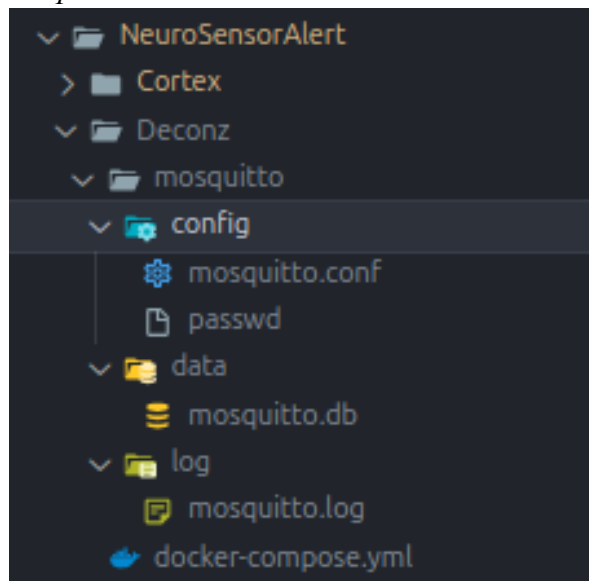 NeuroSensorAlert
Cortex
Deconz
mosquitto
config
mosquitto.conf
passwd
data
mosquitto.db
log
mosquitto.log
docker-compose.yml